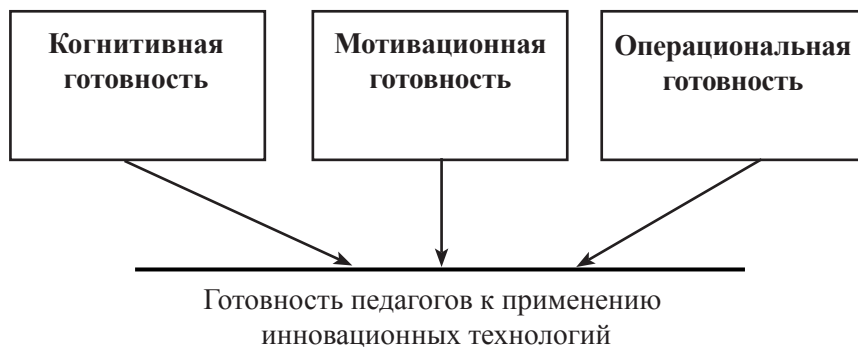 Когнитивная
готовность
Мотивационная
готовность
Операциональная
готовность
Готовность педагогов к применению
инновационных технологий